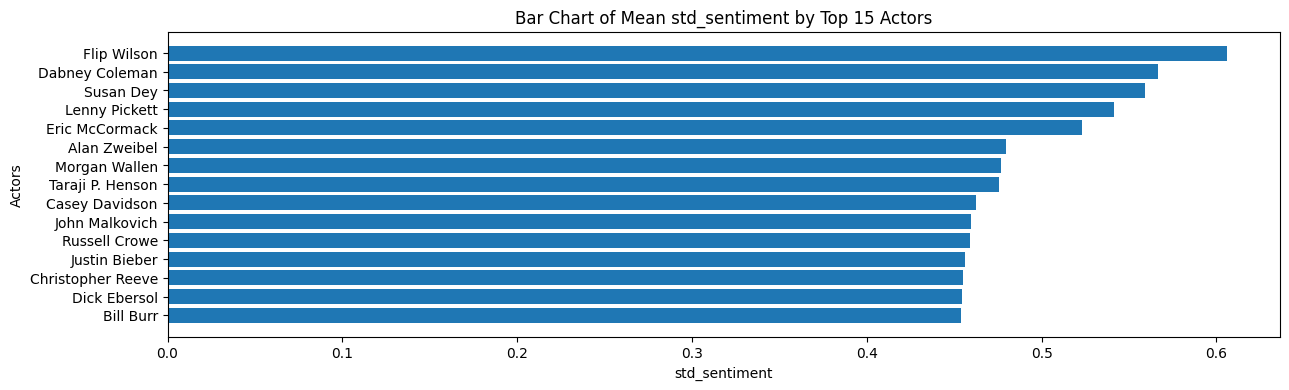 Bar Chart of Mean std_sentiment by Top 15 Actors
Actors
Flip Wilson
Dabney Coleman
Susan Dey
Lenny Pickett
Eric McCormack
Alan Zweibel
Morgan Wallen
Taraji P. Henson
Casey Davidson
John Malkovich
Russell Crowe
Justin Bieber
Christopher Reeve
Dick Ebersol
Bill Burr
0.0 0.1 0.2 0.3 0.4 0.5 0.6
std_sentiment